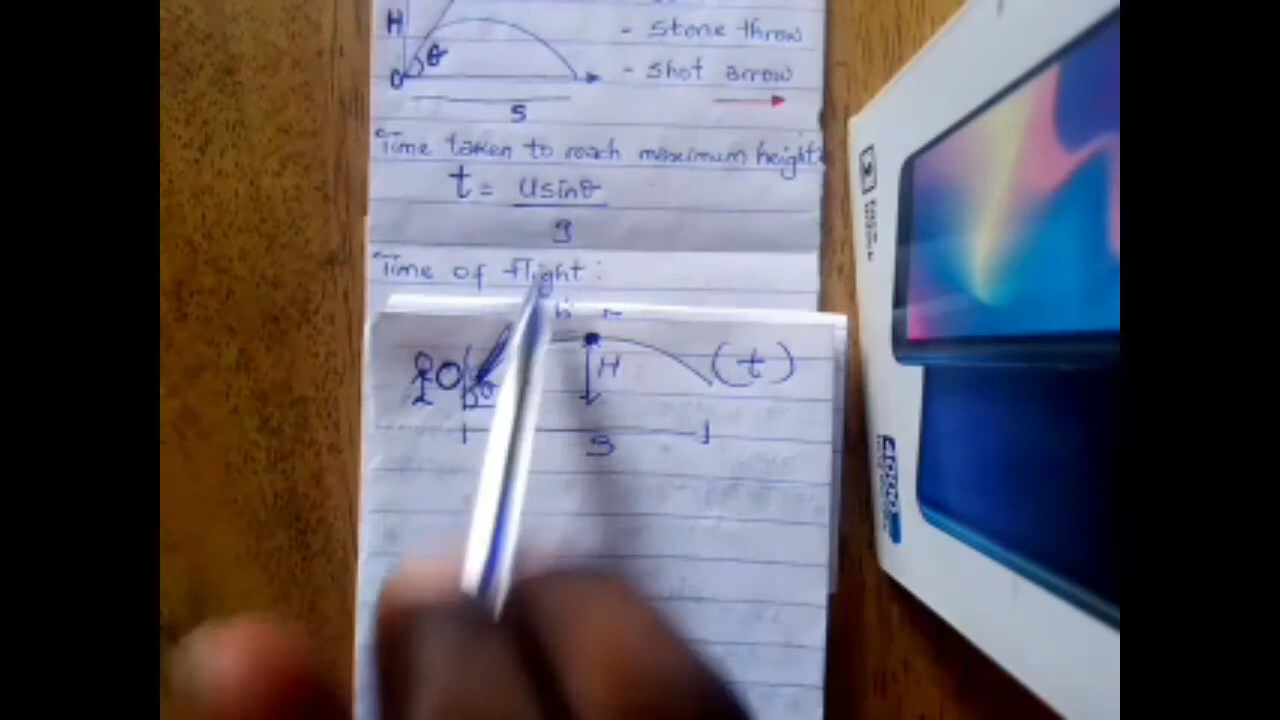 H
θ
- stone throw
- shot arrow
O
S
Time taken to reach maximum height:
t = usinθ
g
Time of flight:
H
(t)
θ
S